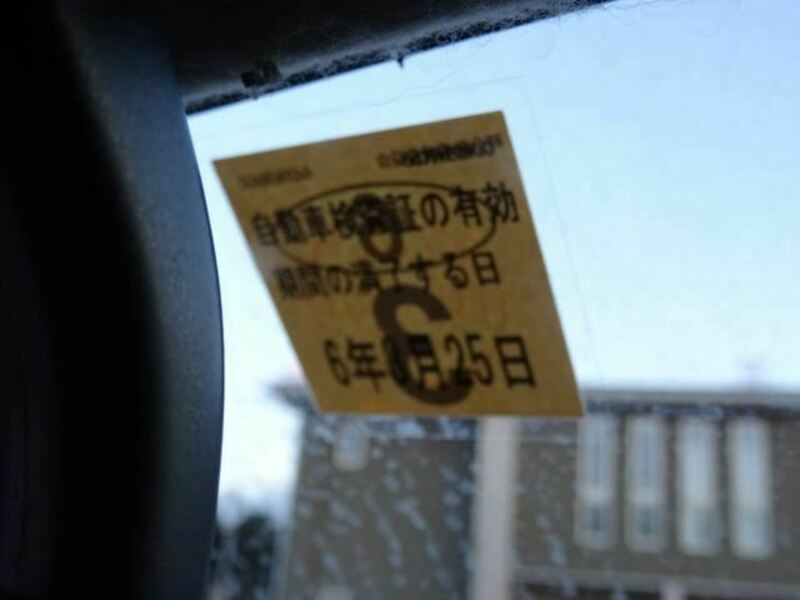 自動車検査証の有効
期間の満了する日
6年 月25日